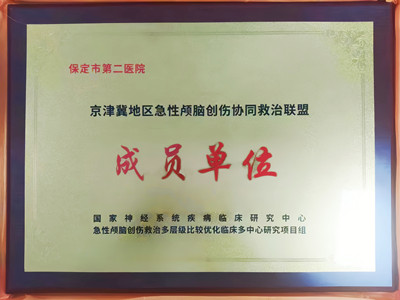 保定市第二医院
京津冀地区急性颅脑创伤协同救治联盟
成员单位
国家神经系统疾病临床研究中心
急性颅脑创伤救治多层级比较优化临床多中心研究项目组